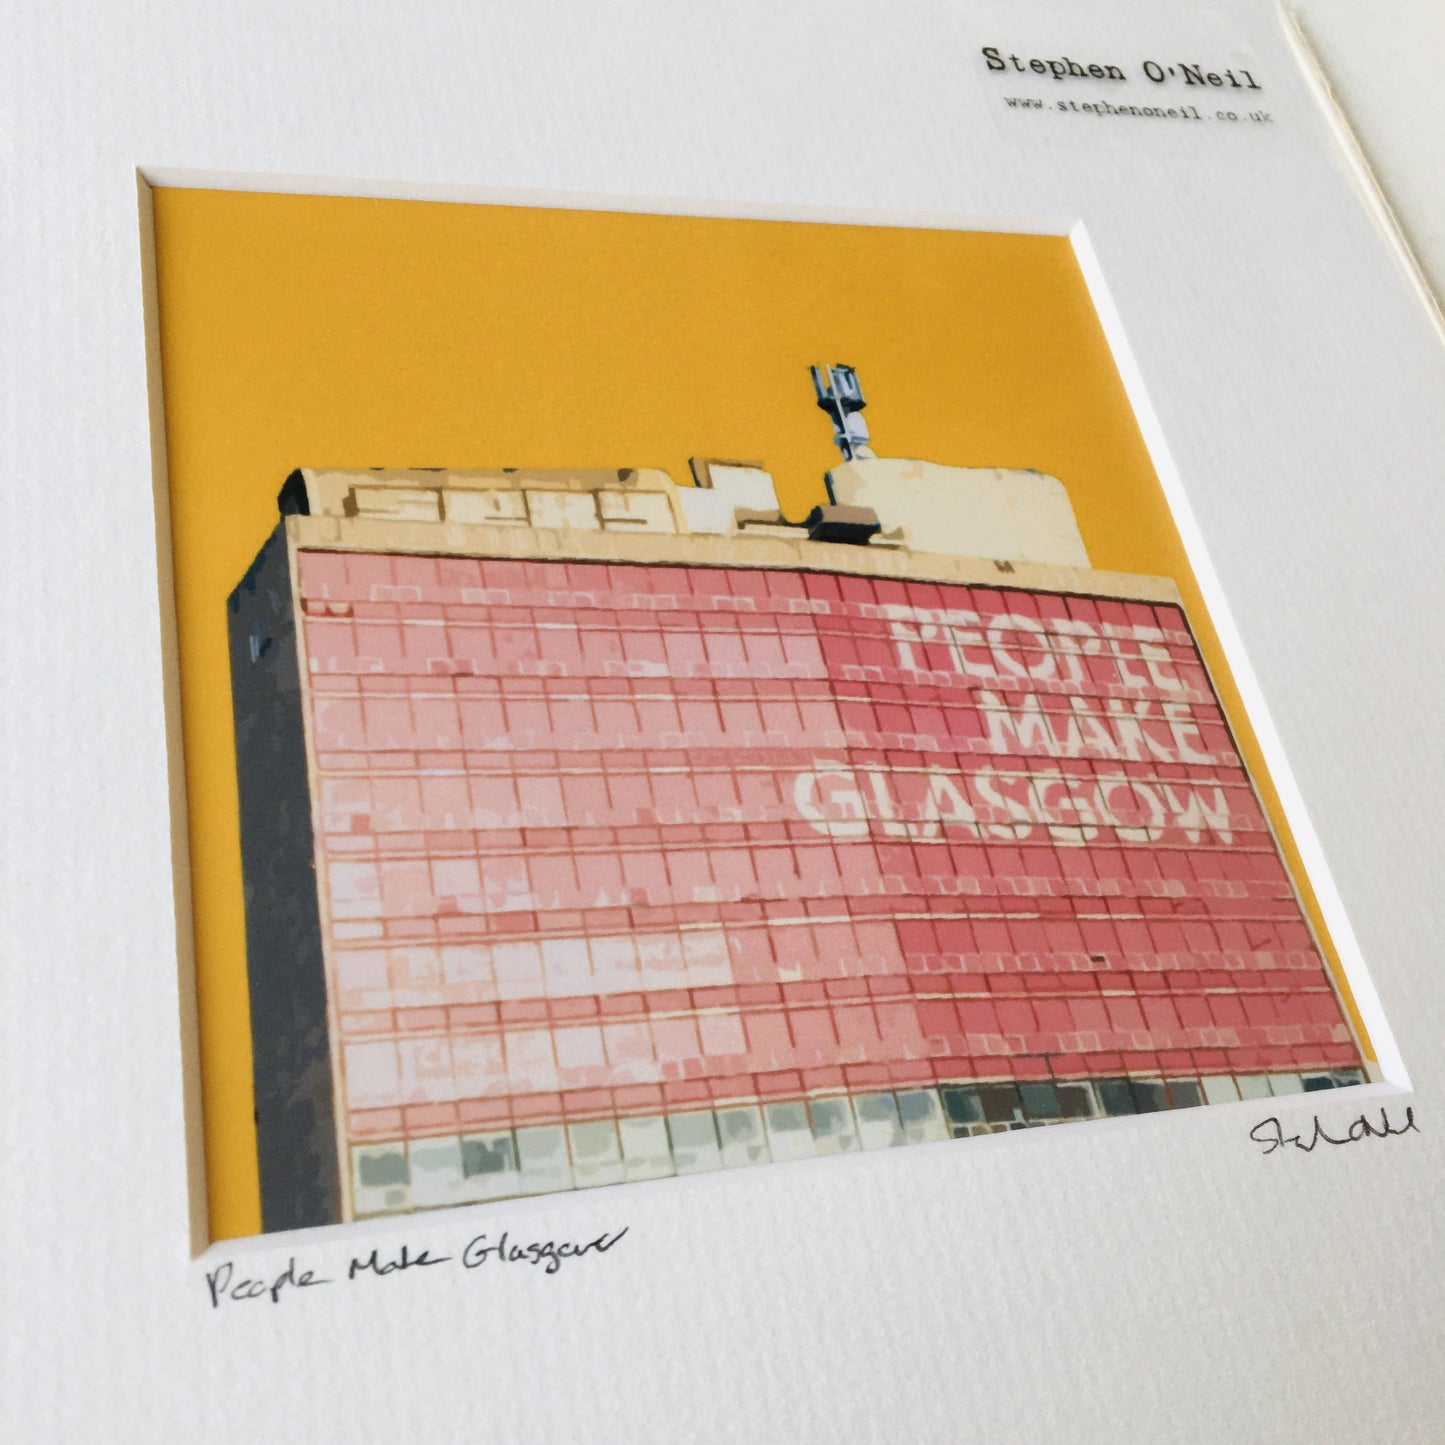 Stephen O'Neil
www.stephenoneil.co.uk
PEOPLE
MAKE
GLASGOW
People Make Glasgow